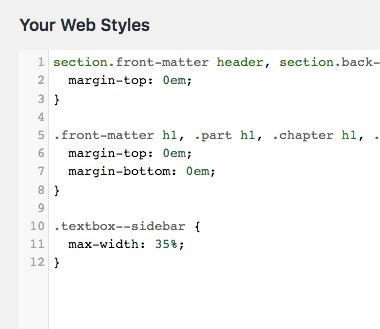 Your Web Styles
1 section.front-matter header, section.back-
2 margin-top: 0em;
3 }
4
5 .front-matter h1, .part h1, .chapter h1, .
6 margin-top: 0em;
7 margin-bottom: 0em;
8 }
9
10 .textbox--sidebar {
11 max-width: 35%;
12 }